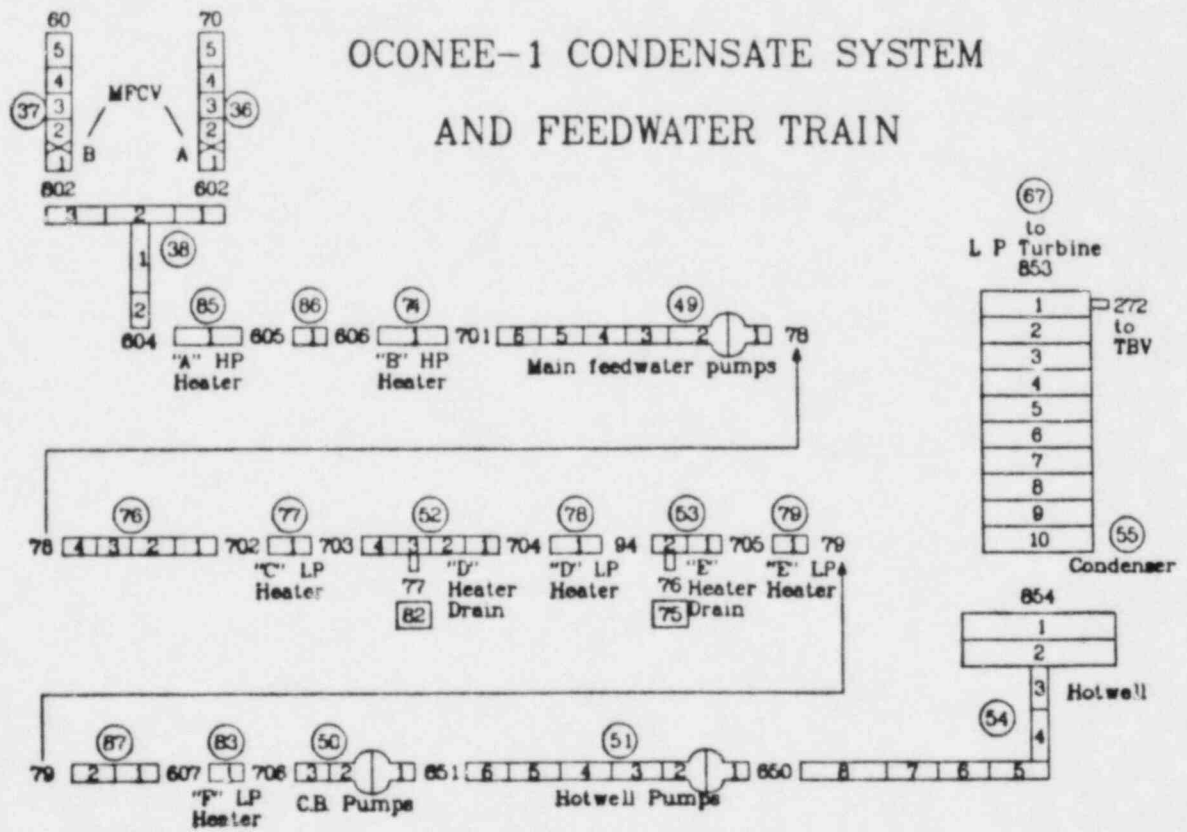 60 70
OCONEE-1 CONDENSATE SYSTEM
AND FEEDWATER TRAIN
5 5
4 4
37 3 MFCV 3 36
2 2
B A
1 1
602 602
3 2 1
1 38
2
604
85 86 74 49
1 605 1 606 1 701 6 5 4 3 2 1 78
"A" HP
Heater
"B" HP
Heater
Main feedwater pumps
67
to
L P Turbine
853
1 272
to
TBV
2
3
4
5
6
7
8
9
10
55
Condenser
76 77 52 78 53 79
78 4 3 2 1 702 1 703 4 3 2 1 704 1 94 2 1 705 1 79
"C" LP
Heater
77
82
"D"
Heater
Drain
"D" LP
Heater
76
75
"E"
Heater
Drain
"E" LP
Heater
854
1
2
3
Hotwell
54
4
87 83 50 51
79 2 1 607 1 706 3 2 1 851 6 5 4 3 2 1 850 8 7 6 5
"F" LP
Heater
C.B. Pumps
Hotwell Pumps